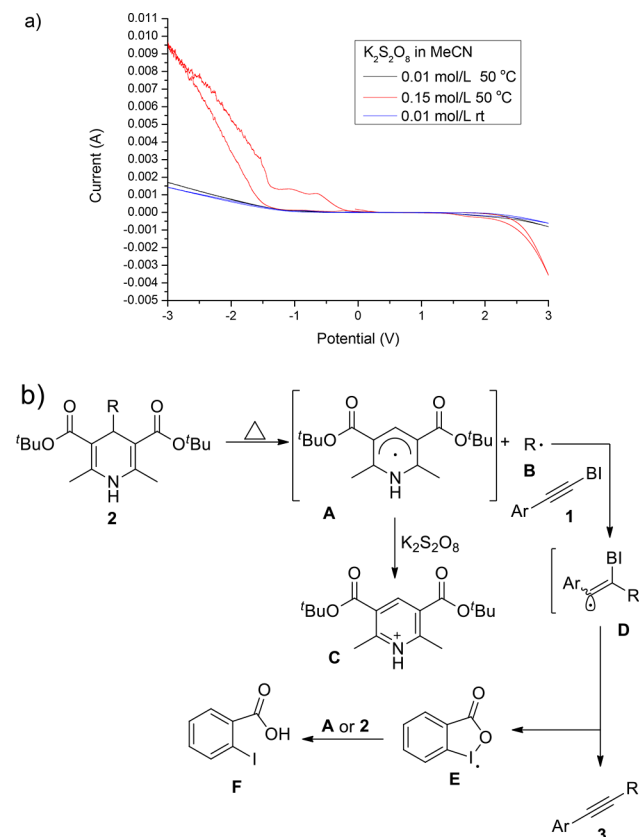 a)
K₂S₂O₈ in MeCN
0.01 mol/L 50 °C
0.15 mol/L 50 °C
0.01 mol/L rt
Current (A)
0.011
0.010
0.009
0.008
0.007
0.006
0.005
0.004
0.003
0.002
0.001
0.000
-0.001
-0.002
-0.003
-0.004
-0.005
-3 -2 -1 0 1 2 3
Potential (V)
b)
O R O
ᵗBuO OᵗBu
N
H
2
O O
ᵗBuO OᵗBu
N
H
A
+ R•
B
BI
Ar
1
K₂S₂O₈
O O
ᵗBuO OᵗBu
N+
H
C
BI
Ar R
D
O
OH
I
F
A or 2
O
O
I•
E
R
Ar
3